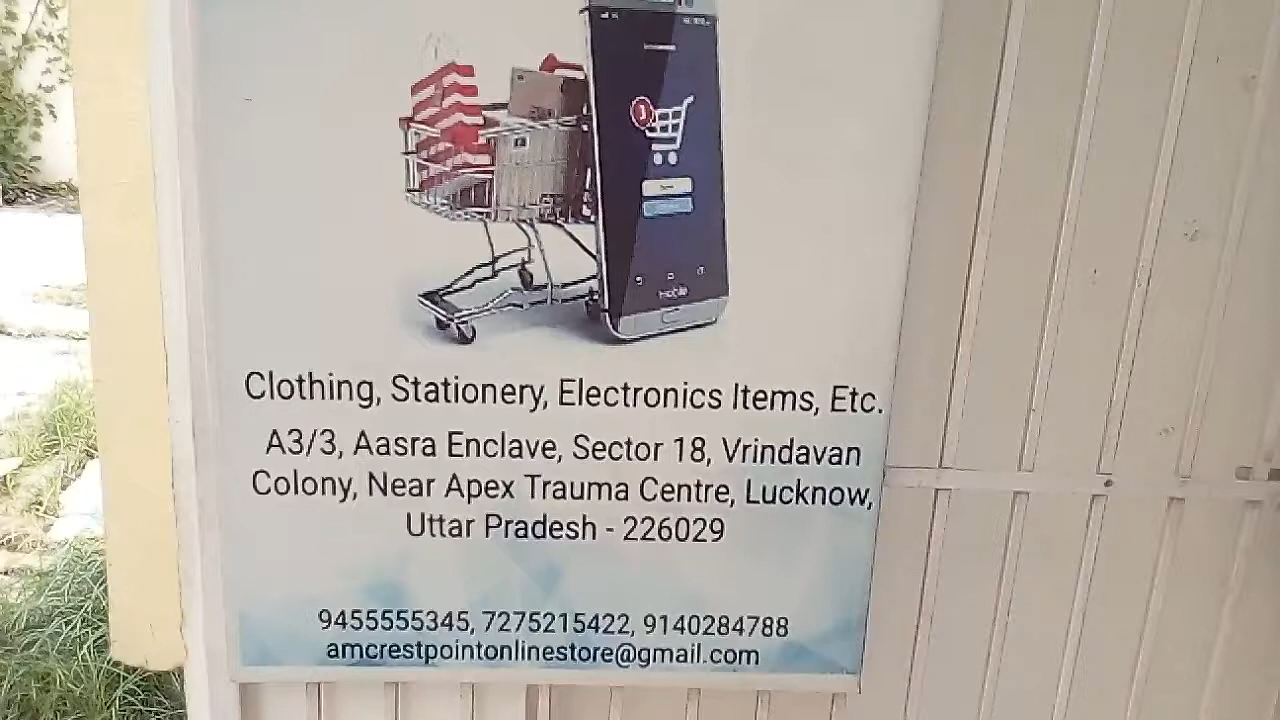 Clothing, Stationery, Electronics Items, Etc.
A3/3, Aasra Enclave, Sector 18, Vrindavan
Colony, Near Apex Trauma Centre, Lucknow,
Uttar Pradesh - 226029
9455555345, 7275215422, 9140284788
amcrestpointonlinestore@gmail.com